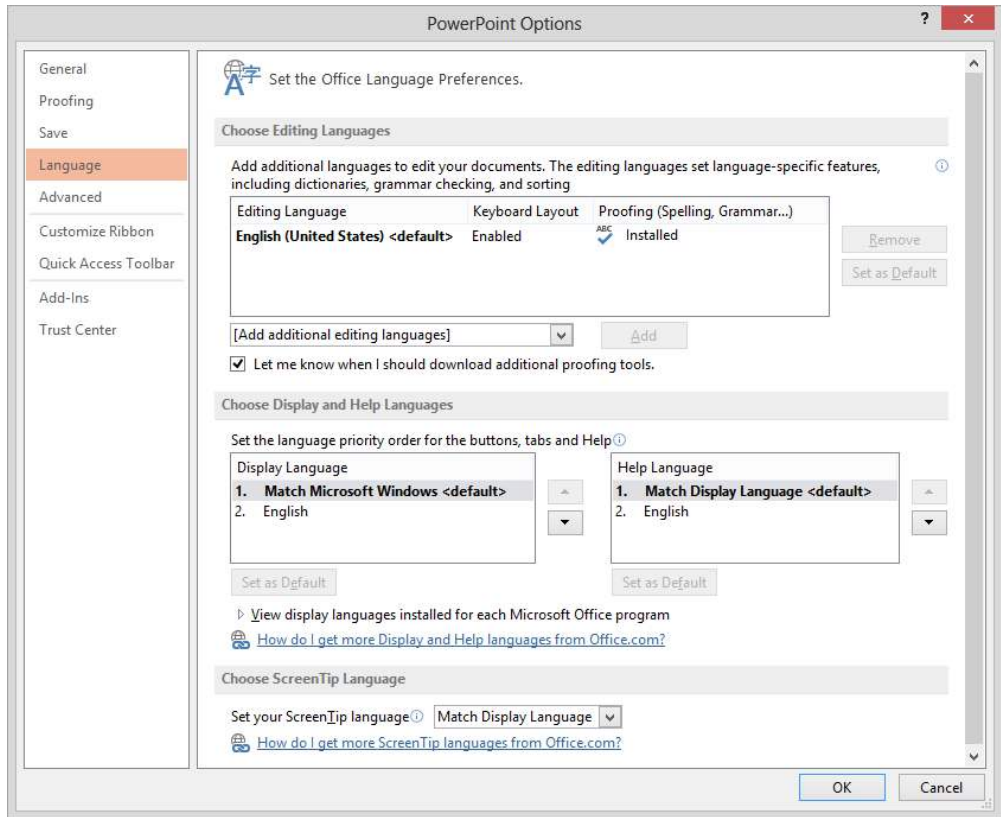 PowerPoint Options
?
General
Proofing
Save
Language
Advanced
Customize Ribbon
Quick Access Toolbar
Add-Ins
Trust Center
A字 Set the Office Language Preferences.
Choose Editing Languages
Add additional languages to edit your documents. The editing languages set language-specific features,
including dictionaries, grammar checking, and sorting
Editing Language Keyboard Layout Proofing (Spelling, Grammar...)
English (United States) <default> Enabled ABC Installed
Remove
Set as Default
[Add additional editing languages] Add
Let me know when I should download additional proofing tools.
Choose Display and Help Languages
Set the language priority order for the buttons, tabs and Help
Display Language
1. Match Microsoft Windows <default>
2. English
Set as Default
Help Language
1. Match Display Language <default>
2. English
Set as Default
View display languages installed for each Microsoft Office program
How do I get more Display and Help languages from Office.com?
Choose ScreenTip Language
Set your ScreenTip language Match Display Language
How do I get more ScreenTip languages from Office.com?
OK Cancel